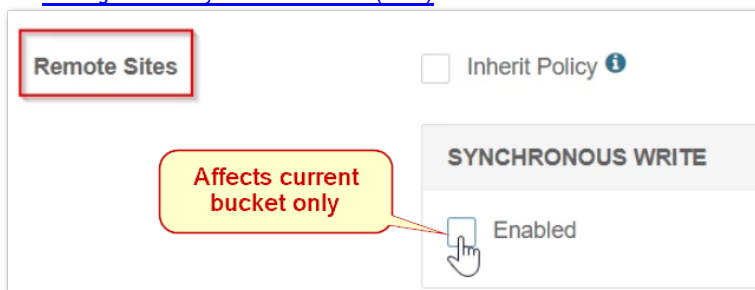 Remote Sites
Inherit Policy
SYNCHRONOUS WRITE
Affects current
bucket only
Enabled